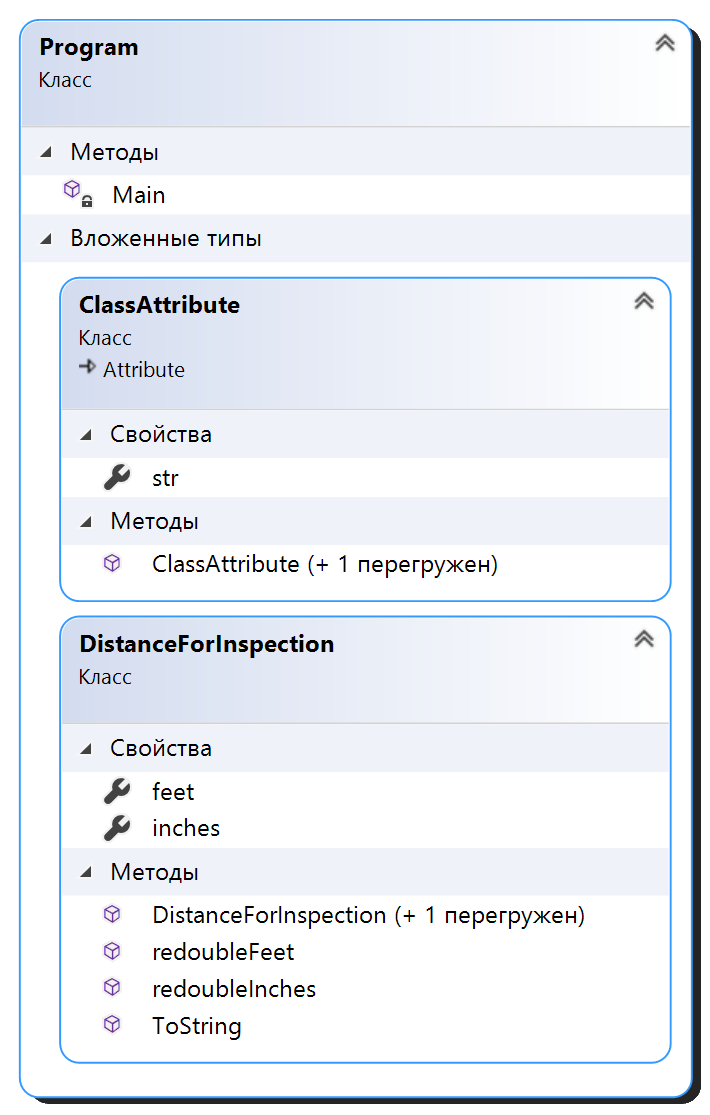 Program
Класс
Методы
Main
Вложенные типы
ClassAttribute
Класс
Attribute
Свойства
str
Методы
ClassAttribute (+ 1 перегружен)
DistanceForInspection
Класс
Свойства
feet
inches
Методы
DistanceForInspection (+ 1 перегружен)
redoubleFeet
redoubleInches
ToString